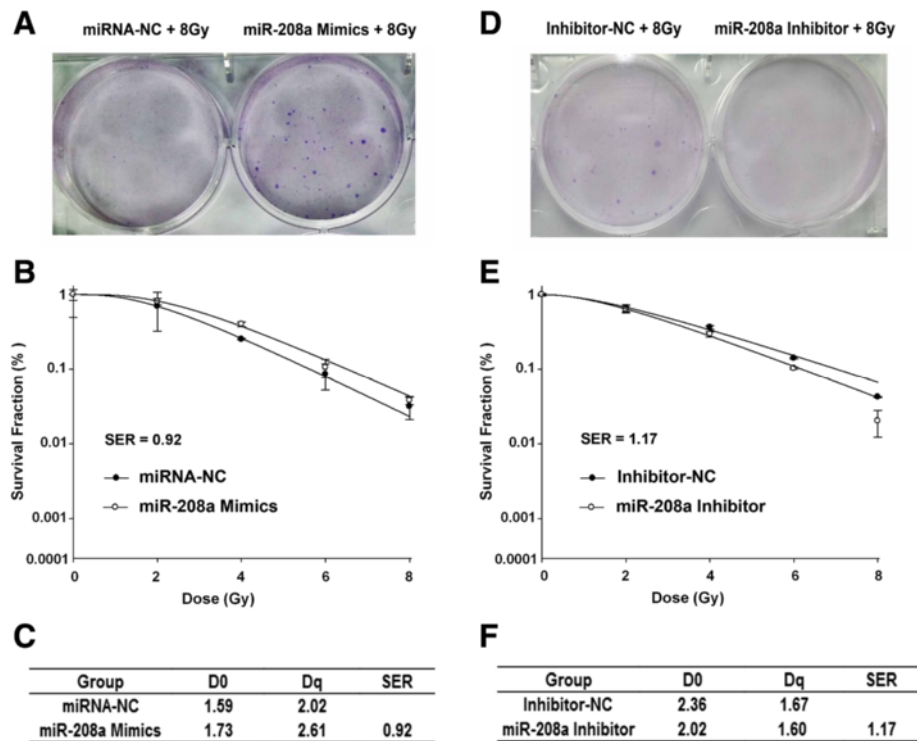 A
miRNA-NC + 8Gy miR-208a Mimics + 8Gy
B
1
0.1
0.01
0.001
0.0001
Survival Fraction (%)
SER = 0.92
miRNA-NC
miR-208a Mimics
0 2 4 6 8
Dose (Gy)
C
Group D0 Dq SER
miRNA-NC 1.59 2.02
miR-208a Mimics 1.73 2.61 0.92
D
Inhibitor-NC + 8Gy miR-208a Inhibitor + 8Gy
E
1
0.1
0.01
0.001
0.0001
Survival Fraction (%)
SER = 1.17
Inhibitor-NC
miR-208a Inhibitor
0 2 4 6 8
Dose (Gy)
F
Group D0 Dq SER
Inhibitor-NC 2.36 1.67
miR-208a Inhibitor 2.02 1.60 1.17